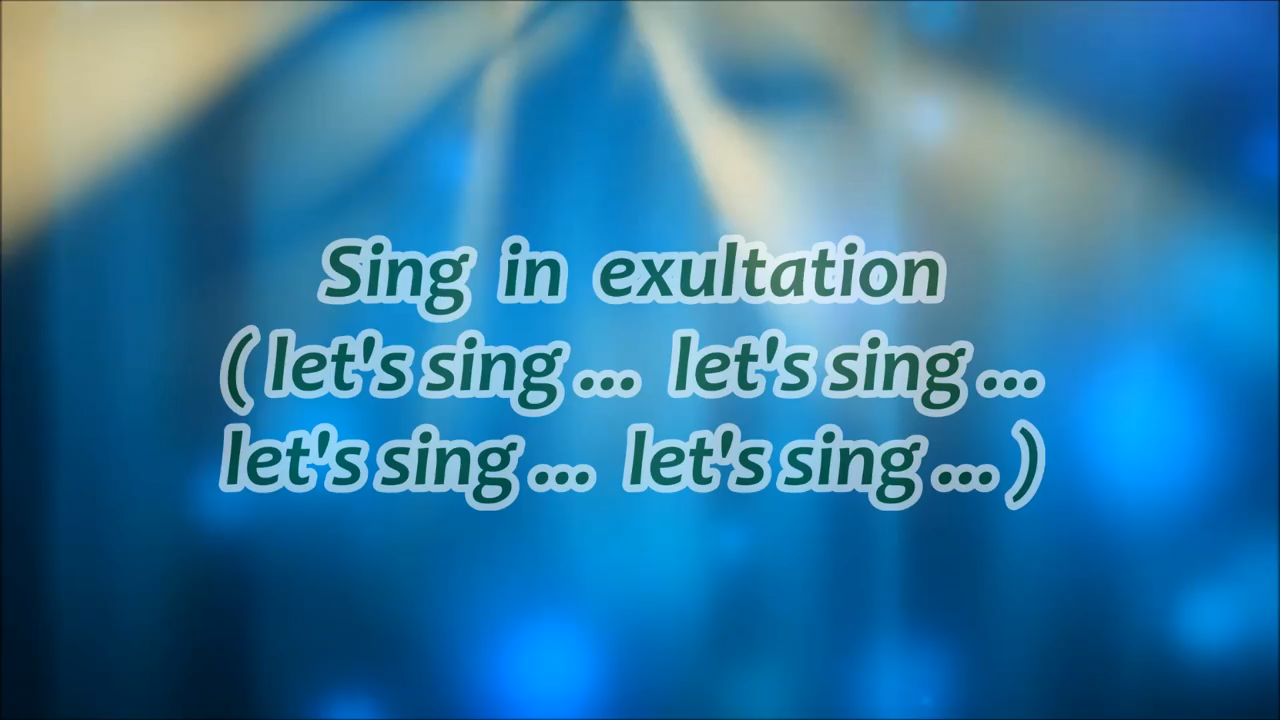 Sing in exultation
( let's sing ... let's sing ...
let's sing ... let's sing ... )